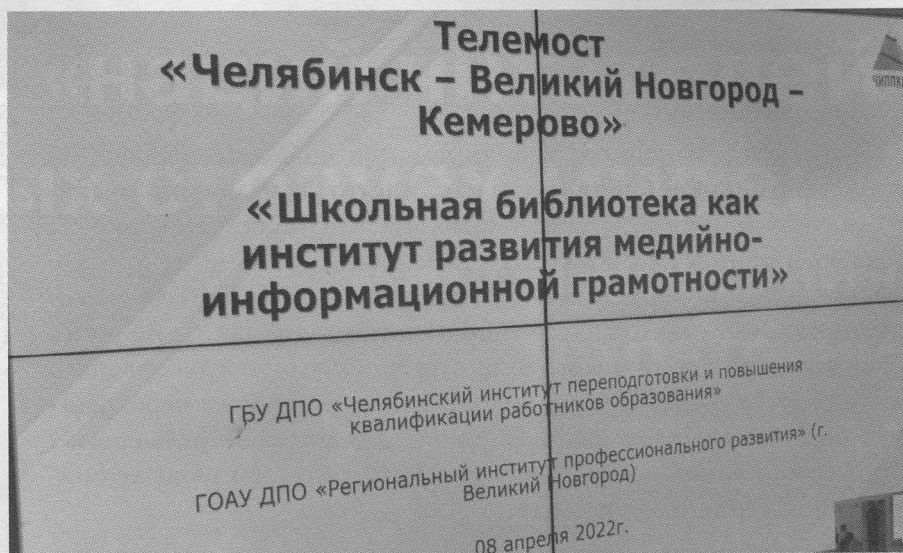 Телемост
«Челябинск – Великий Новгород –
Кемерово»
«Школьная библиотека как
институт развития медийно-
информационной грамотности»
ГБУ ДПО «Челябинский институт переподготовки и повышения
квалификации работников образования»
ГОАУ ДПО «Региональный институт профессионального развития» (г.
Великий Новгород)
08 апреля 2022г.